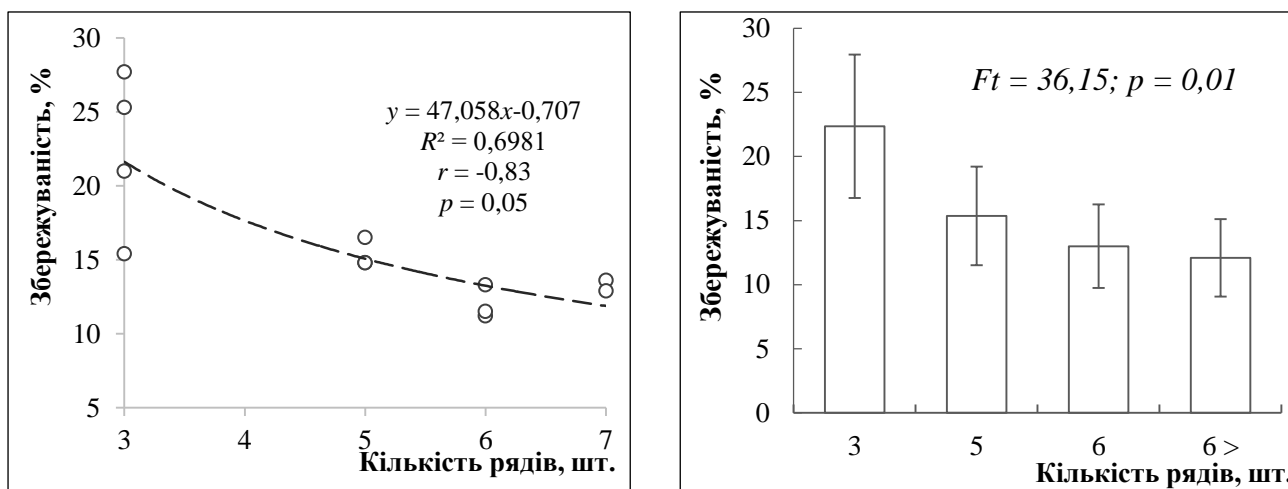 30
25
20
15
10
5
3
4
5
6
7
Збережуваність, %
Кількість рядів, шт.
y = 47,058x-0,707
R² = 0,6981
r = -0,83
p = 0,05
30
25
20
15
10
5
0
3
5
6
6 >
Збережуваність, %
Кількість рядів, шт.
Ft = 36,15; p = 0,01